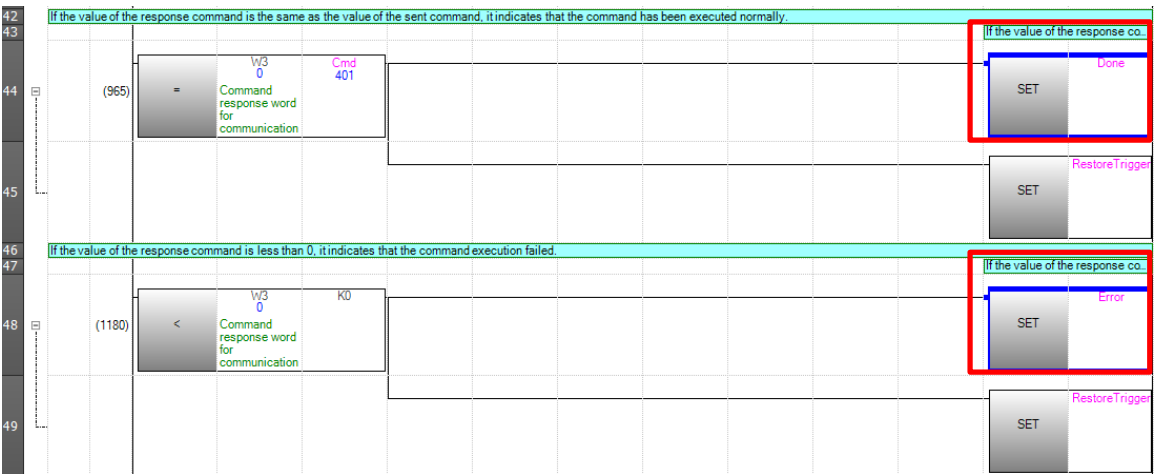 42 If the value of the response command is the same as the value of the sent command, it indicates that the command has been executed normally.
43 If the value of the response co...
44 (965) = W3 Cmd SET Done
0 401
Command
response word
for
communication
45 SET RestoreTrigger
46 If the value of the response command is less than 0, it indicates that the command execution failed.
47 If the value of the response co...
48 (1180) < W3 K0 SET Error
0
Command
response word
for
communication
49 SET RestoreTrigger